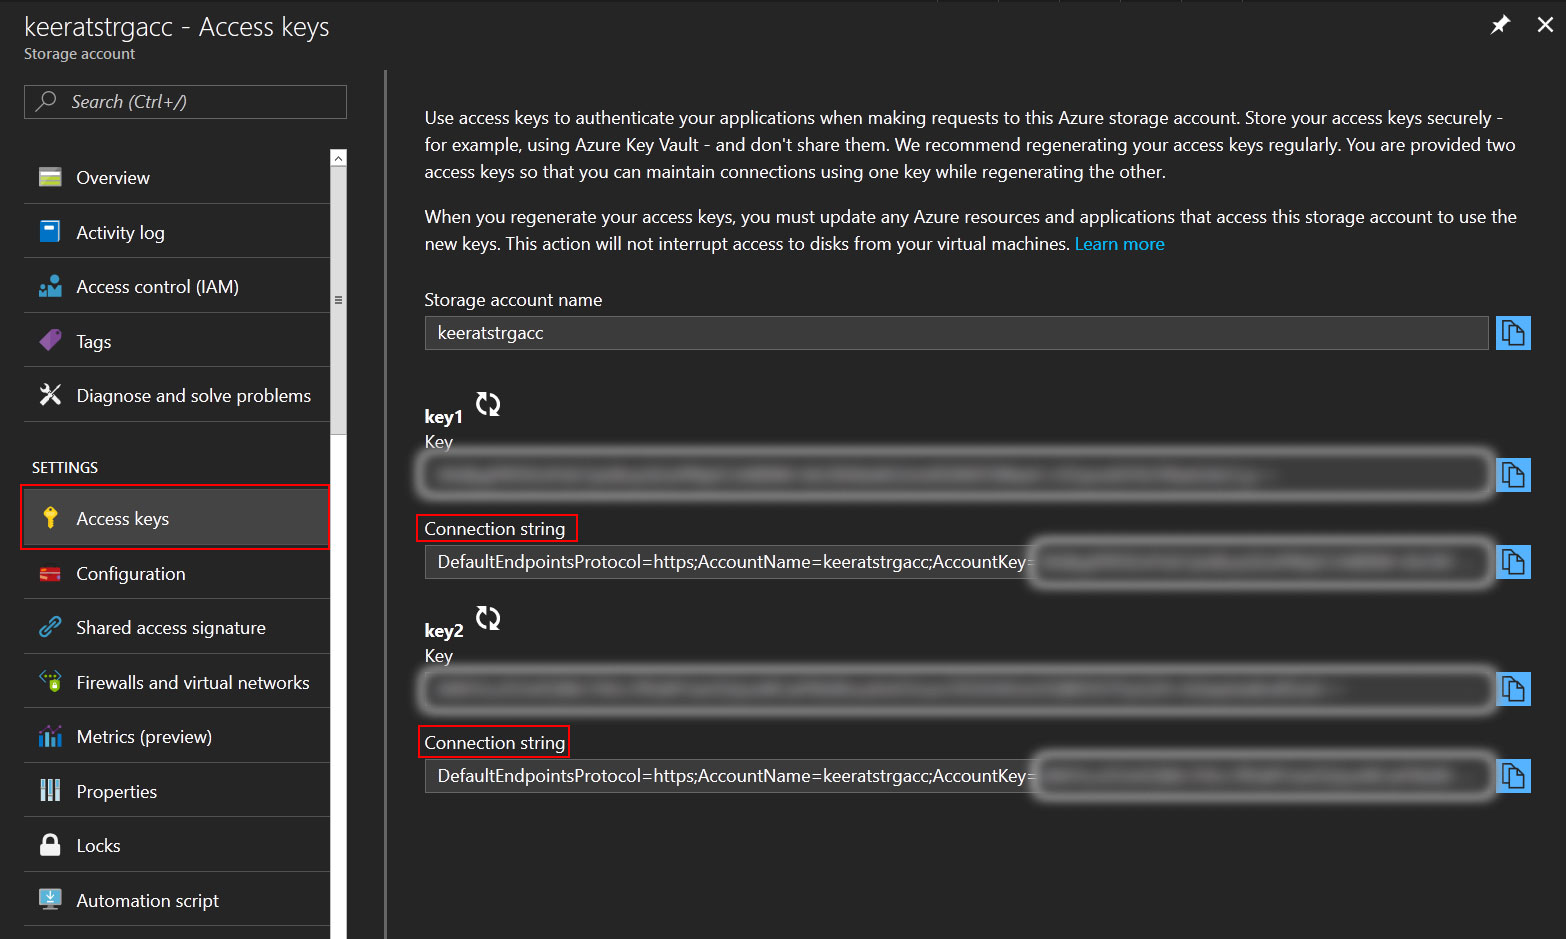 keeratstrgacc - Access keys
Storage account
Search (Ctrl+/)
Overview
Activity log
Access control (IAM)
Tags
Diagnose and solve problems
SETTINGS
Access keys
Configuration
Shared access signature
Firewalls and virtual networks
Metrics (preview)
Properties
Locks
Automation script
Use access keys to authenticate your applications when making requests to this Azure storage account. Store your access keys securely -
for example, using Azure Key Vault - and don't share them. We recommend regenerating your access keys regularly. You are provided two
access keys so that you can maintain connections using one key while regenerating the other.
When you regenerate your access keys, you must update any Azure resources and applications that access this storage account to use the
new keys. This action will not interrupt access to disks from your virtual machines. Learn more
Storage account name
keeratstrgacc
key1
Key
Connection string
DefaultEndpointsProtocol=https;AccountName=keeratstrgacc;AccountKey=
key2
Key
Connection string
DefaultEndpointsProtocol=https;AccountName=keeratstrgacc;AccountKey=